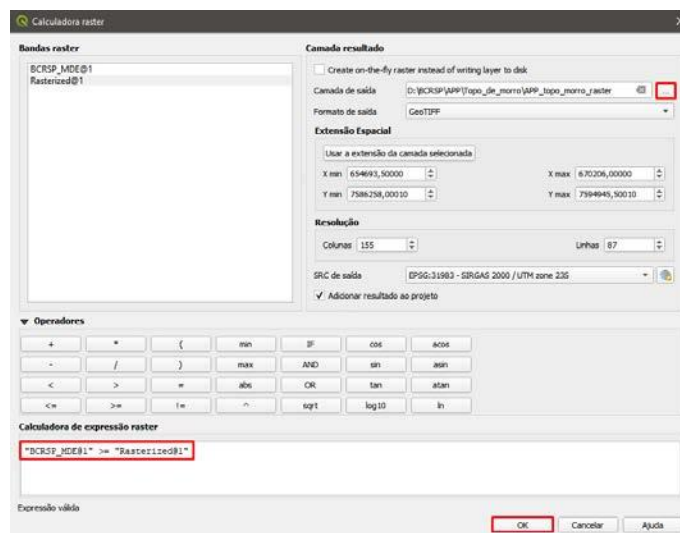 Calculadora raster
Bandas raster
BCRSP_MDE@1
Rasterized@1
Camada resultado
Create on-the-fly raster instead of writing layer to disk
Camada de saída D:\BCRSP\APP\Topo_de_morro\APP_topo_morro_raster ...
Formato de saída GeoTIFF
Extensão Espacial
Usar a extensão da camada selecionada
X min 654693,50000 X max 670206,00000
Y min 7586258,00010 Y max 7594945,50010
Resolução
Colunas 155 Linhas 87
SRC de saída EPSG:31983 - SIRGAS 2000 / UTM zone 23S
Adicionar resultado ao projeto
Operadores
+ * ( min IF cos acos
- / ) max AND sin asin
< > = abs OR tan atan
<= >= != ^ sqrt log10 ln
Calculadora de expressão raster
"BCRSP_MDE@1" >= "Rasterized@1"
Expressão válida
OK Cancelar Ajuda